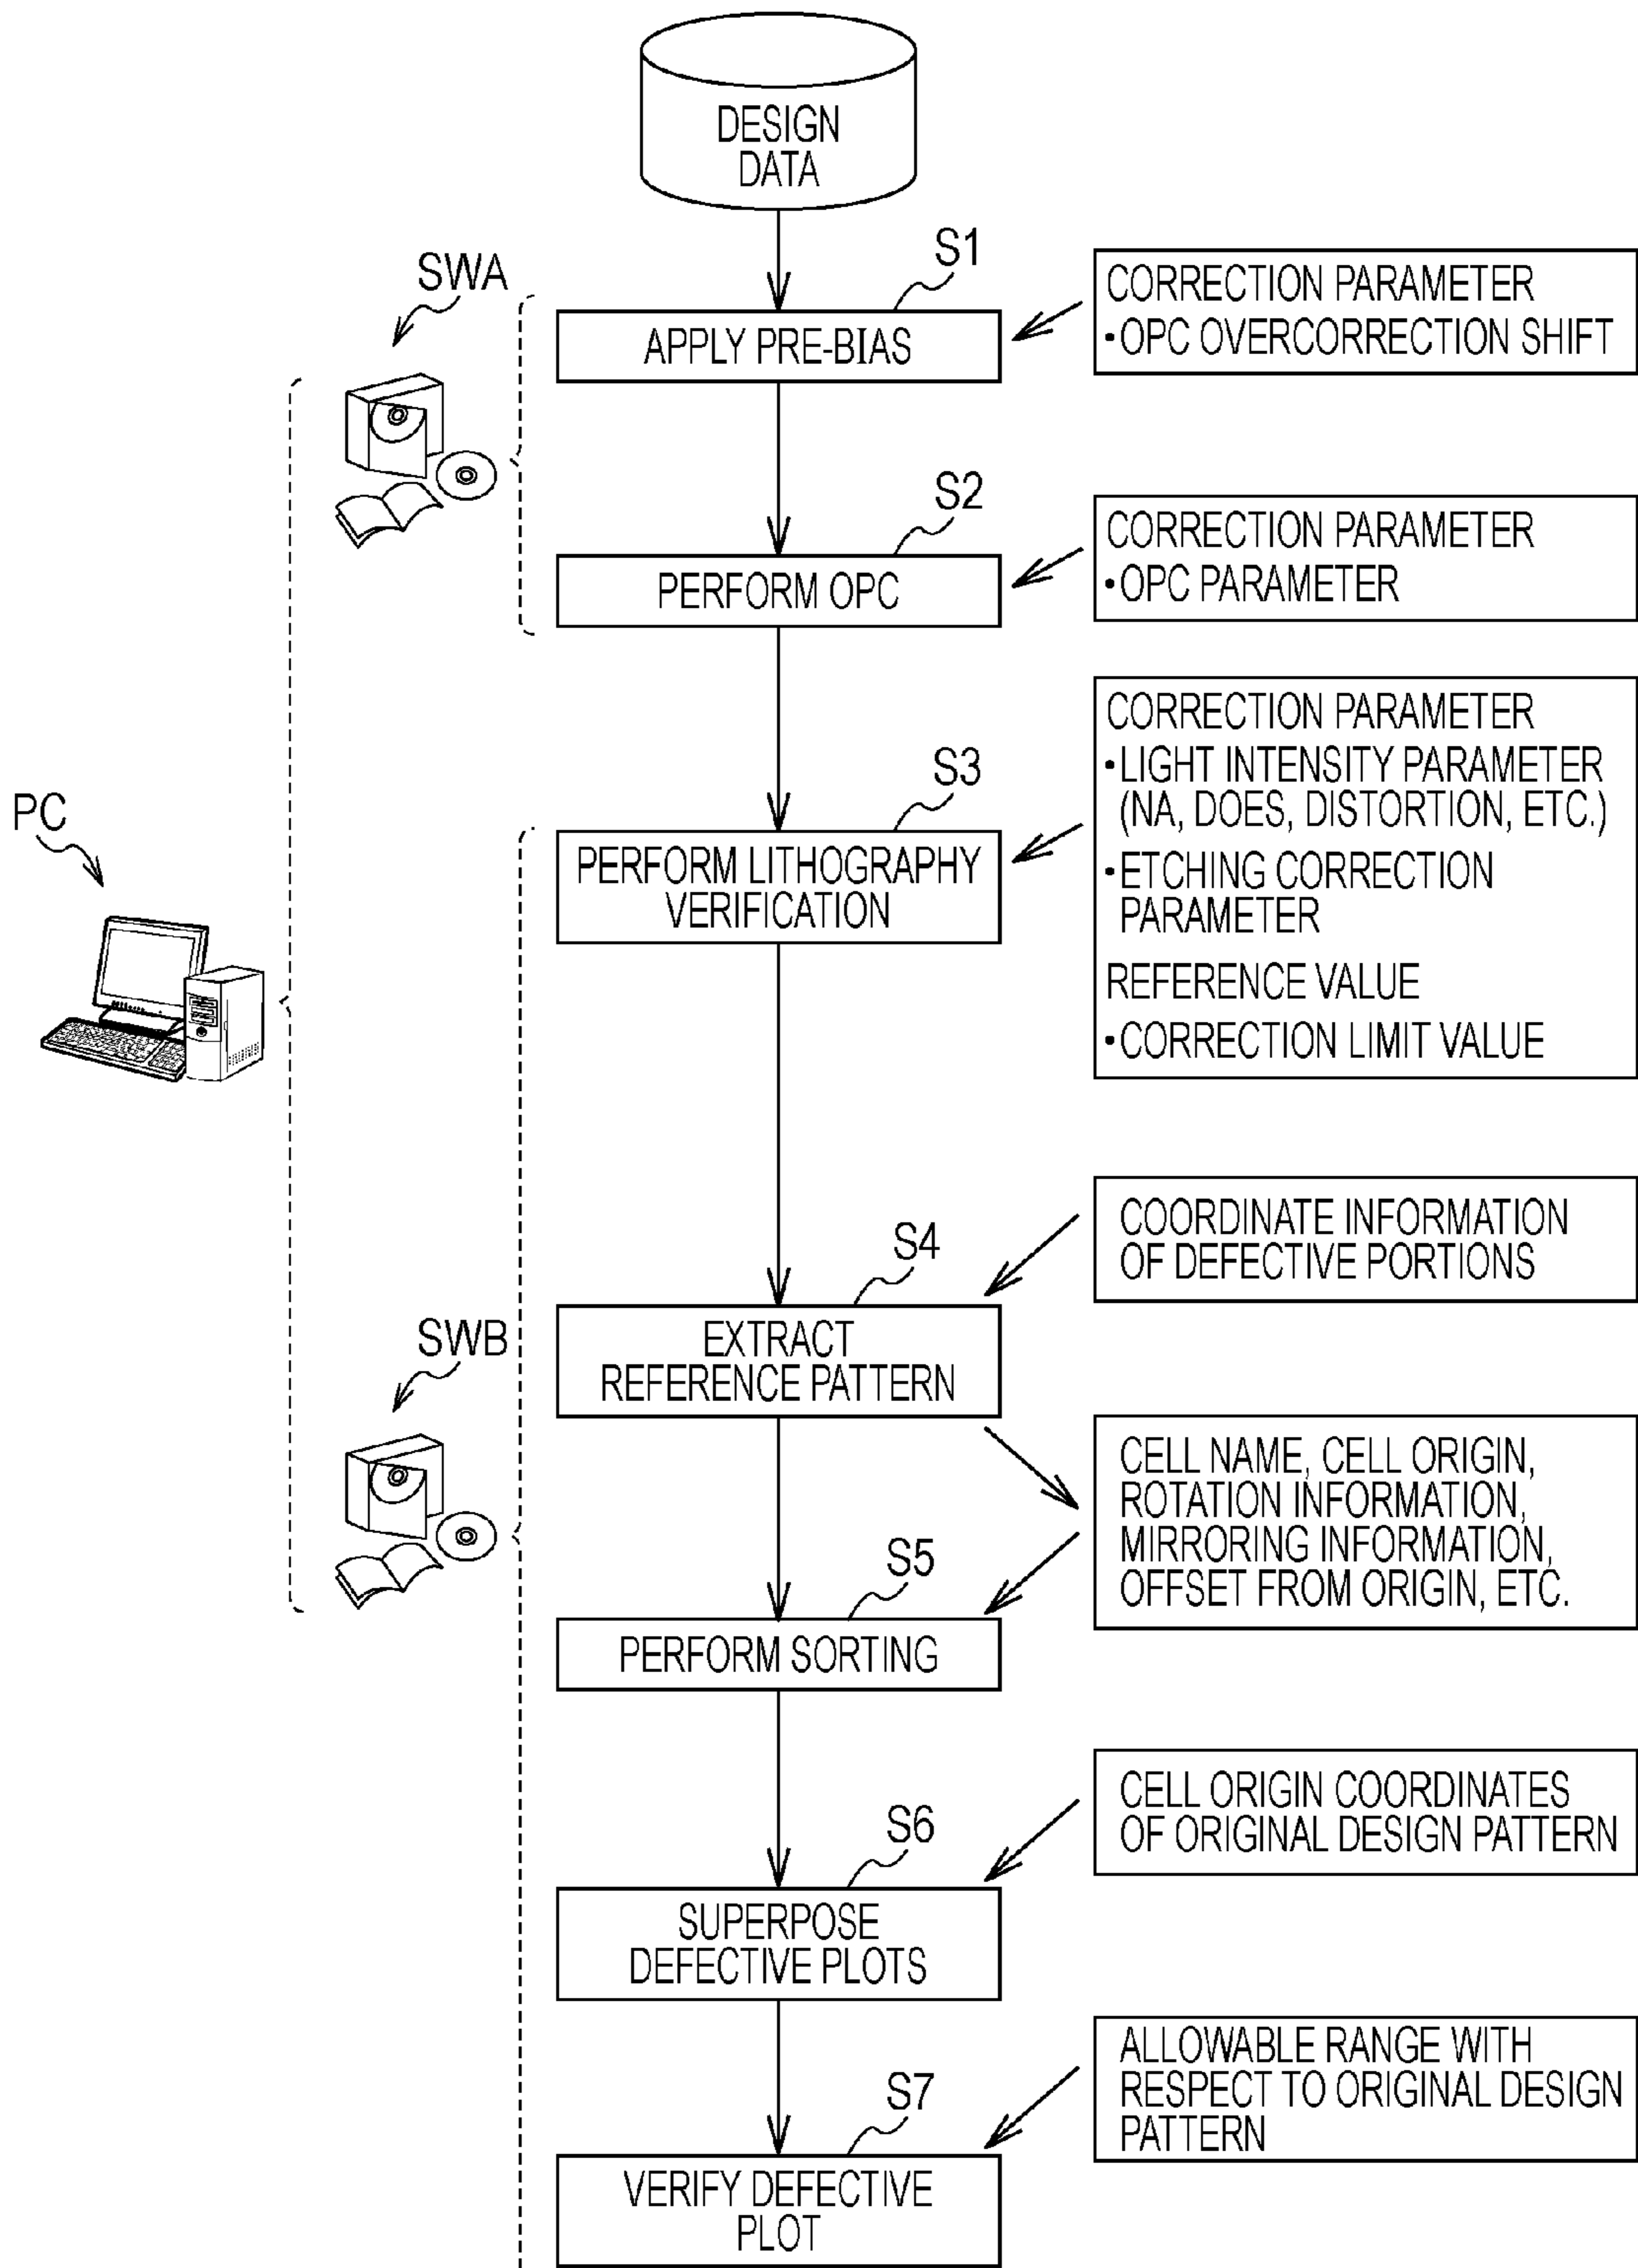 DESIGN
DATA
SWA
S1
APPLY PRE-BIAS
CORRECTION PARAMETER
•OPC OVERCORRECTION SHIFT
S2
PERFORM OPC
CORRECTION PARAMETER
•OPC PARAMETER
PC
S3
PERFORM LITHOGRAPHY
VERIFICATION
CORRECTION PARAMETER
•LIGHT INTENSITY PARAMETER
(NA, DOES, DISTORTION, ETC.)
•ETCHING CORRECTION
PARAMETER
REFERENCE VALUE
•CORRECTION LIMIT VALUE
SWB
S4
EXTRACT
REFERENCE PATTERN
COORDINATE INFORMATION
OF DEFECTIVE PORTIONS
CELL NAME, CELL ORIGIN,
ROTATION INFORMATION,
MIRRORING INFORMATION,
OFFSET FROM ORIGIN, ETC.
S5
PERFORM SORTING
S6
SUPERPOSE
DEFECTIVE PLOTS
CELL ORIGIN COORDINATES
OF ORIGINAL DESIGN PATTERN
S7
VERIFY DEFECTIVE
PLOT
ALLOWABLE RANGE WITH
RESPECT TO ORIGINAL DESIGN
PATTERN